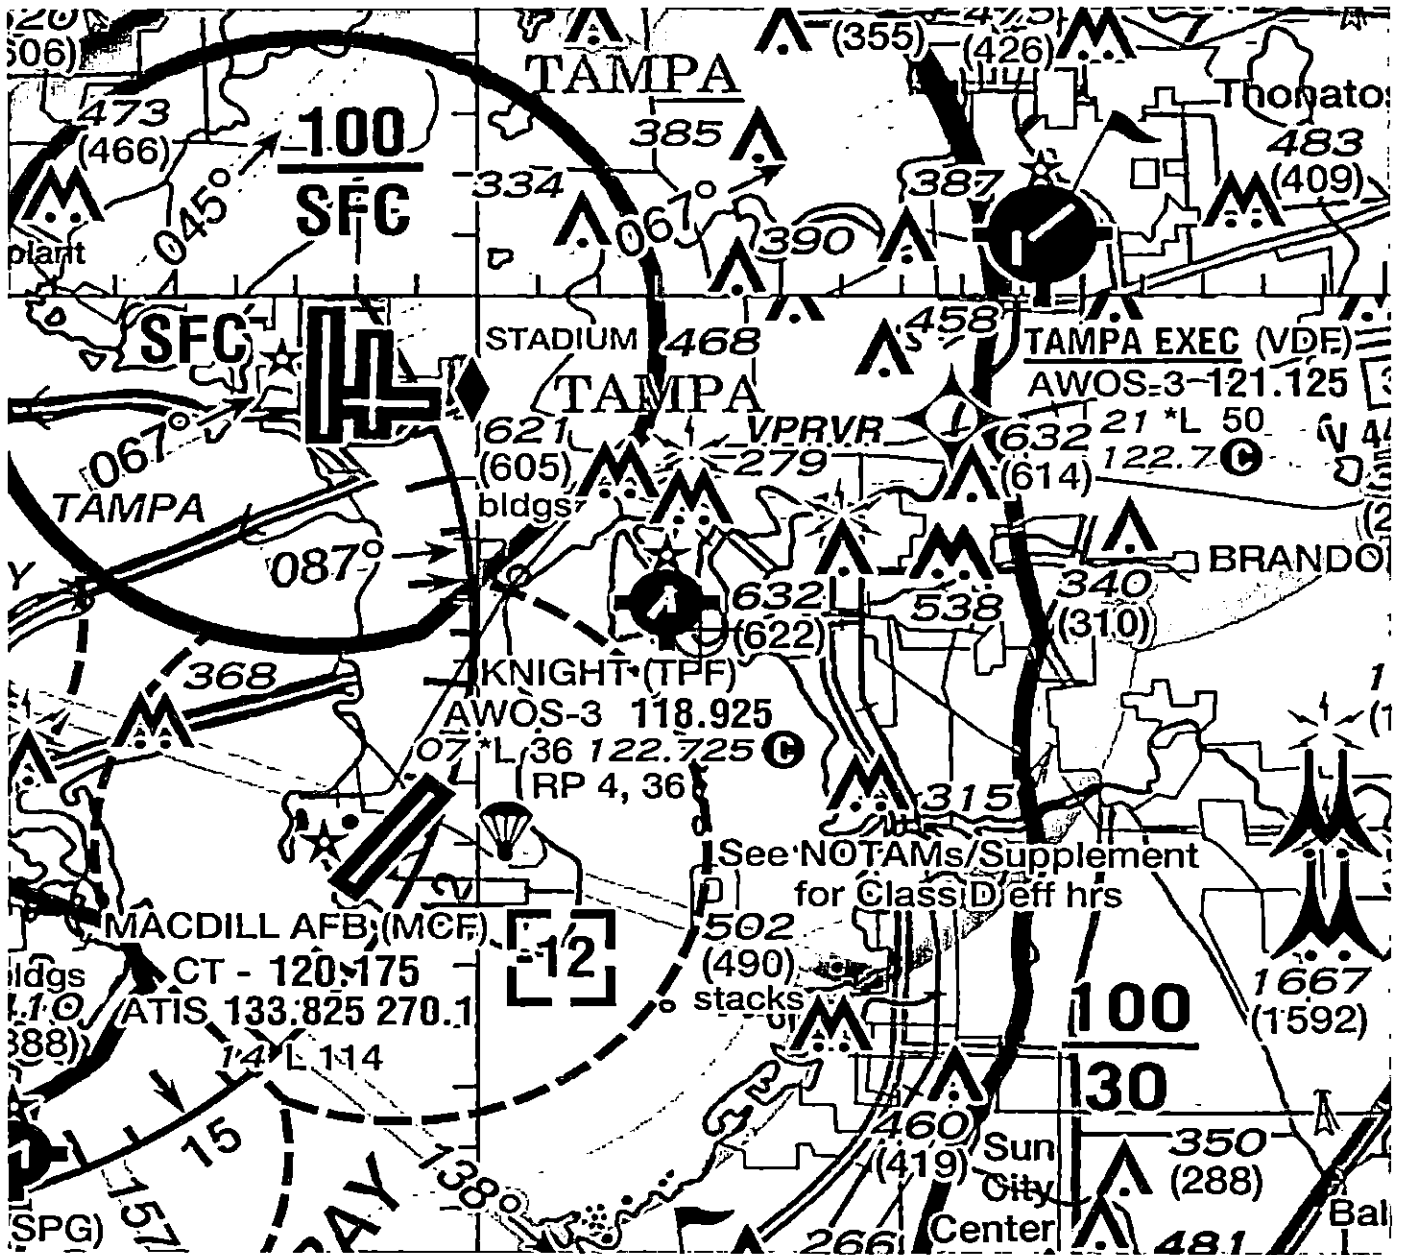 TAMPA
(355)
(426)
Thonatos
473
(466)
100
SFC
045°
385
334
067°
390
387
483
(409)
plant
SFC
STADIUM
468
458
TAMPA EXEC (VDF)
AWOS-3 121.125
21 *L 50
122.7 C
TAMPA
VPRVR
279
621
(605)
bldgs
632
(614)
067°
TAMPA
087°
BRANDO
340
(310)
538
632
(622)
368
KNIGHT (TPF)
AWOS-3 118.925
07 *L 36 122.725 C
RP 4, 36
315
See NOTAMs/Supplement
for Class D eff hrs
MACDILL AFB (MCF)
CT - 120.175
ATIS 133.825 270.1
14 L 114
12
502
(490)
stacks
ldgs
410
388)
100
30
1667
(1592)
15
157
138°
AY
460
(419)
Sun
City
Center
350
(288)
Bal
SPG)
266
481